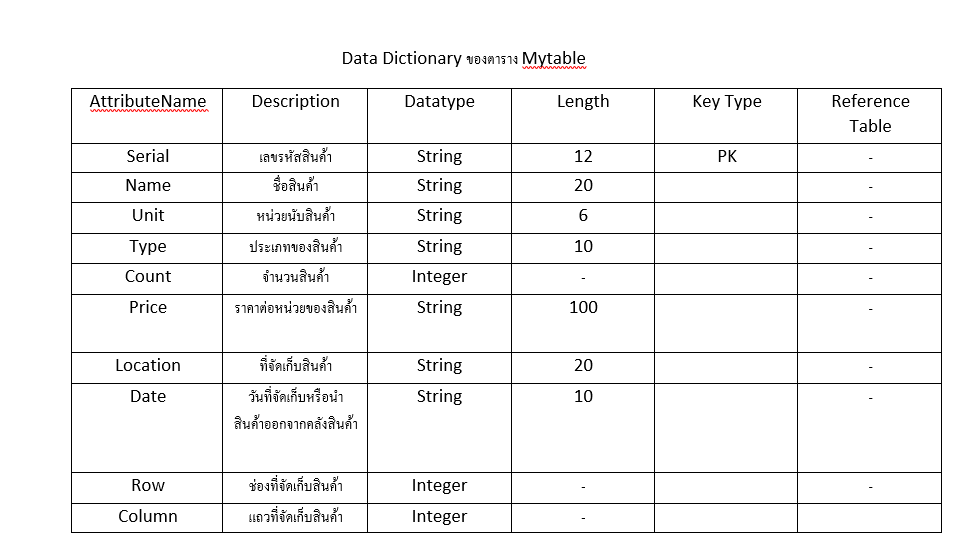 Data Dictionary ของตาราง Mytable
AttributeName Description Datatype Length Key Type Reference
Table
Serial เลขรหัสสินค้า String 12 PK -
Name ชื่อสินค้า String 20 -
Unit หน่วยนับสินค้า String 6 -
Type ประเภทของสินค้า String 10 -
Count จำนวนสินค้า Integer - -
Price ราคาต่อหน่วยของสินค้า String 100 -
Location ที่จัดเก็บสินค้า String 20 -
Date วันที่จัดเก็บหรือนำ String 10 -
สินค้าออกจากคลังสินค้า
Row ช่องที่จัดเก็บสินค้า Integer - -
Column แถวที่จัดเก็บสินค้า Integer -